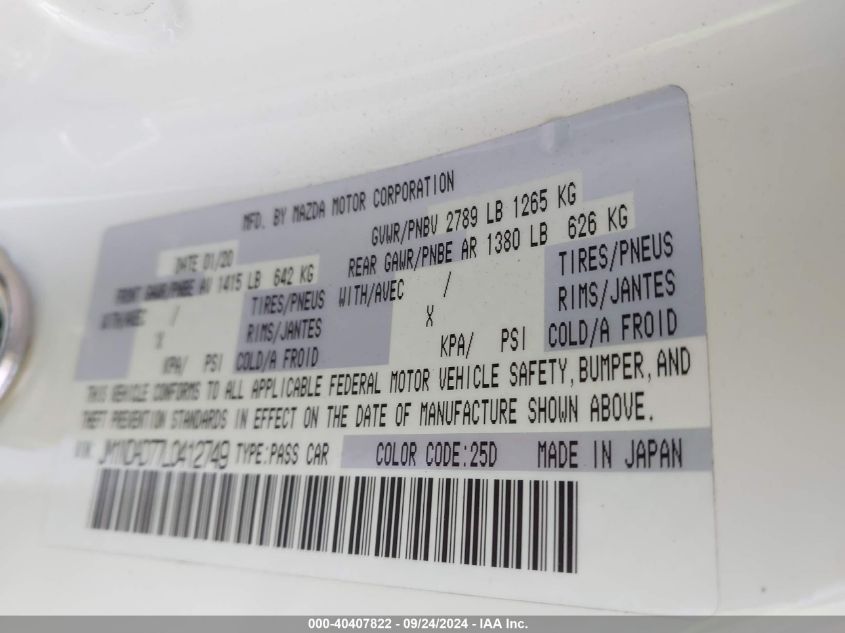 MFD. BY MAZDA MOTOR CORPORATION
DATE 01/20 GVWR/PNBV 2789 LB 1265 KG
FRONT GAWR/PNBE AV 1415 LB 642 KG REAR GAWR/PNBE AR 1380 LB 626 KG
WITH/AVEC / TIRES/PNEUS WITH/AVEC / TIRES/PNEUS
X RIMS/JANTES X RIMS/JANTES
KPA/ PSI COLD/A FROID KPA/ PSI COLD/A FROID
THIS VEHICLE CONFORMS TO ALL APPLICABLE FEDERAL MOTOR VEHICLE SAFETY, BUMPER, AND
THEFT PREVENTION STANDARDS IN EFFECT ON THE DATE OF MANUFACTURE SHOWN ABOVE.
VIN: JM1NDAD77L0412749 TYPE:PASS CAR COLOR CODE:25D MADE IN JAPAN
000-40407822 - 09/24/2024 - IAA Inc.